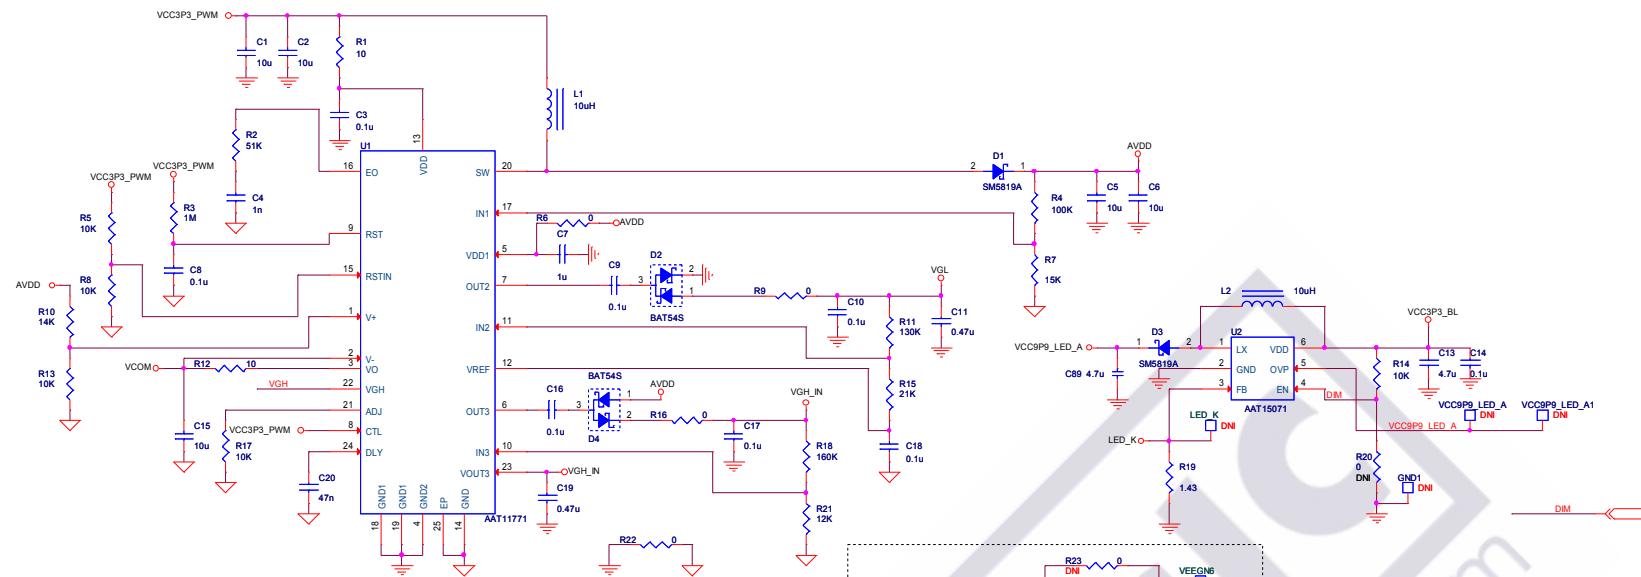 VCC3P3_PWM
C1
10u
C2
10u
R1
10
L1
10uH
C3
0.1u
R2
51K
C4
1n
VCC3P3_PWM
VCC3P3_PWM
R5
10K
R3
1M
R8
10K
C8
0.1u
AVDD
R10
14K
R13
10K
VCOM
R12
10
VGH
VCC3P3_PWM
C15
10u
R17
10K
C20
47n
U1
13
VDD
16
EO
9
RST
15
RSTIN
1
V+
2
V-
3
VO
22
VGH
21
ADJ
8
CTL
24
DLY
SW
20
IN1
17
VDD1
5
OUT2
7
IN2
11
VREF
12
OUT3
6
IN3
10
VOUT3
23
GND1
GND1
GND2
EP
GND
18
19
4
25
14
AAT11771
R6
0
AVDD
C7
1u
C9
0.1u
D2
3
2
1
BAT54S
R9
0
VGL
C10
0.1u
R11
130K
C11
0.47u
R15
21K
C18
0.1u
C16
0.1u
BAT54S
3
1
2
D4
AVDD
R16
0
VGH_IN
C17
0.1u
R18
160K
R21
12K
VGH_IN
C19
0.47u
R22
0
2
D1
1
SM5819A
AVDD
R4
100K
C5
10u
C6
10u
R7
15K
VCC9P9_LED_A
C89
4.7u
1
D3
2
SM5819A
L2
10uH
U2
1
LX
2
GND
3
FB
VDD
6
OVP
5
EN
4
AAT15071
DIM
VCC3P3_BL
R14
10K
C13
4.7u
C14
0.1u
VCC9P9_LED_A
DNI
VCC9P9_LED_A1
DNI
VCC9P9_LED_A
LED_K
DNI
LED_K
R19
1.43
R20
0
DNI
GND1
DNI
DIM
R23
0
DNI
VEEGN6